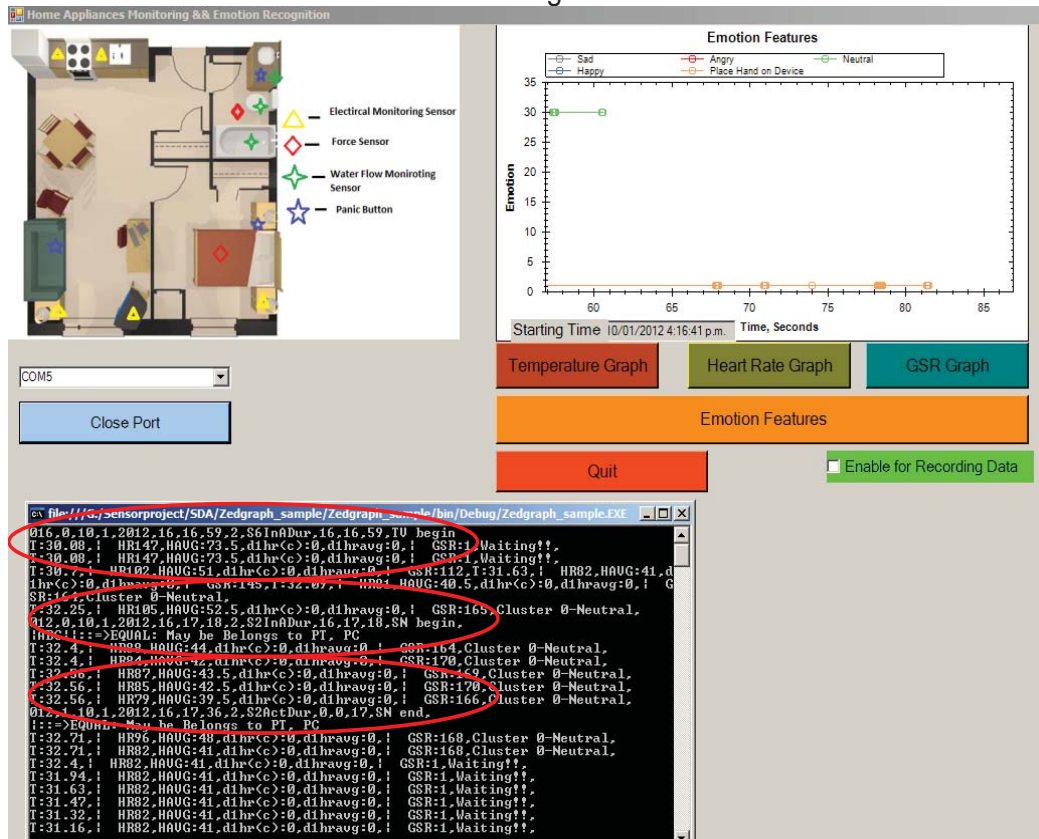 Home Appliances Monitoring && Emotion Recognition
Electrical Monitoring Sensor
Force Sensor
Water Flow Moniroting
Sensor
Panic Button
Emotion Features
Sad
Angry
Neutral
Happy
Place Hand on Device
35
30
25
20
15
10
5
0
Emotion
60
65
70
75
80
85
Starting Time
10/01/2012 4:16:41 p.m.
Time, Seconds
COM5
Close Port
Temperature Graph
Heart Rate Graph
GSR Graph
Emotion Features
Quit
Enable for Recording Data
file:///G:/Sensorproject/SDA/Zedgraph_sample/Zedgraph_sample/bin/Debug/Zedgraph_sample.EXE
016,0,10,1,2012,16,16,59,2,S6InADur,16,16,59,TV begin
T:30.08,¦ HR147,HAVG:73.5,d1hr(c):0,d1hravg:0,¦ GSR:1,Waiting!!,
T:30.08,¦ HR147,HAVG:73.5,d1hr(c):0,d1hravg:0,¦ GSR:1,Waiting!!,
T:30.7,¦ HR102,HAVG:51,d1hr(c):0,d1hravg:0,¦ GSR:112,T:31.63,¦ HR82,HAVG:41,d
1hr(c):0,d1hravg:0,¦ GSR:145,T:32.07,¦ HR81,HAVG:40.5,d1hr(c):0,d1hravg:0,¦ G
SR:164,Cluster 0-Neutral,
T:32.25,¦ HR105,HAVG:52.5,d1hr(c):0,d1hravg:0,¦ GSR:165,Cluster 0-Neutral,
012,0,10,1,2012,16,17,18,2,S2InADur,16,17,18,SN begin,
|ABC||::=>EQUAL: May be Belongs to PT, PC
T:32.4,¦ HR88,HAVG:44,d1hr(c):0,d1hravg:0,¦ GSR:164,Cluster 0-Neutral,
T:32.4,¦ HR84,HAVG:42,d1hr(c):0,d1hravg:0,¦ GSR:170,Cluster 0-Neutral,
T:32.56,¦ HR87,HAVG:43.5,d1hr(c):0,d1hravg:0,¦ GSR:169,Cluster 0-Neutral,
T:32.56,¦ HR85,HAVG:42.5,d1hr(c):0,d1hravg:0,¦ GSR:170,Cluster 0-Neutral,
T:32.56,¦ HR79,HAVG:39.5,d1hr(c):0,d1hravg:0,¦ GSR:166,Cluster 0-Neutral,
012,1,10,1,2012,16,17,36,2,S2ActDur,0,0,17,SN end,
|::=>EQUAL: May be Belongs to PT, PC
T:32.71,¦ HR96,HAVG:48,d1hr(c):0,d1hravg:0,¦ GSR:168,Cluster 0-Neutral,
T:32.71,¦ HR82,HAVG:41,d1hr(c):0,d1hravg:0,¦ GSR:168,Cluster 0-Neutral,
T:32.4,¦ HR82,HAVG:41,d1hr(c):0,d1hravg:0,¦ GSR:1,Waiting!!,
T:31.94,¦ HR82,HAVG:41,d1hr(c):0,d1hravg:0,¦ GSR:1,Waiting!!,
T:31.63,¦ HR82,HAVG:41,d1hr(c):0,d1hravg:0,¦ GSR:1,Waiting!!,
T:31.47,¦ HR82,HAVG:41,d1hr(c):0,d1hravg:0,¦ GSR:1,Waiting!!,
T:31.32,¦ HR82,HAVG:41,d1hr(c):0,d1hravg:0,¦ GSR:1,Waiting!!,
T:31.16,¦ HR82,HAVG:41,d1hr(c):0,d1hravg:0,¦ GSR:1,Waiting!!,